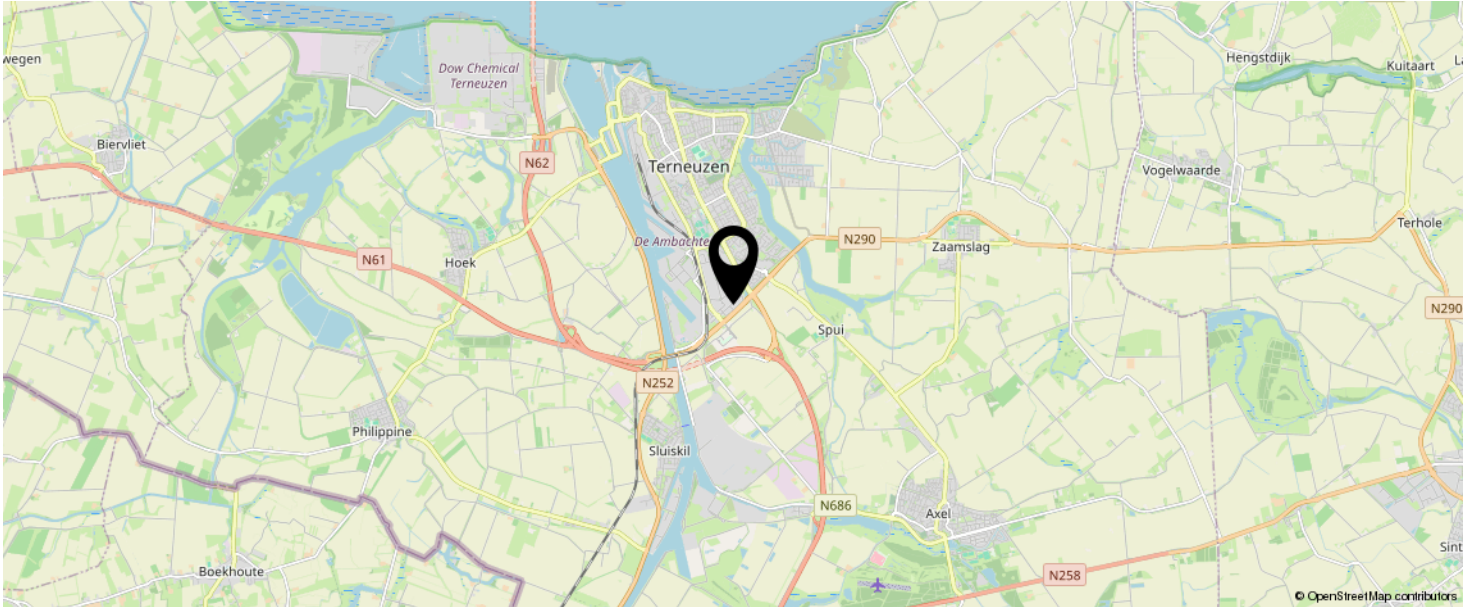 wegen
Dow Chemical
Terneuzen
Hengstdijk
Kuitaart
Biervliet
N62
Terneuzen
Vogelwaarde
Terhole
De Ambachte
N290
Zaamslag
N61
Hoek
N290
Spui
N252
Philippine
Sluiskil
N686
Axel
Sint
Boekhoute
N258
© OpenStreetMap contributors